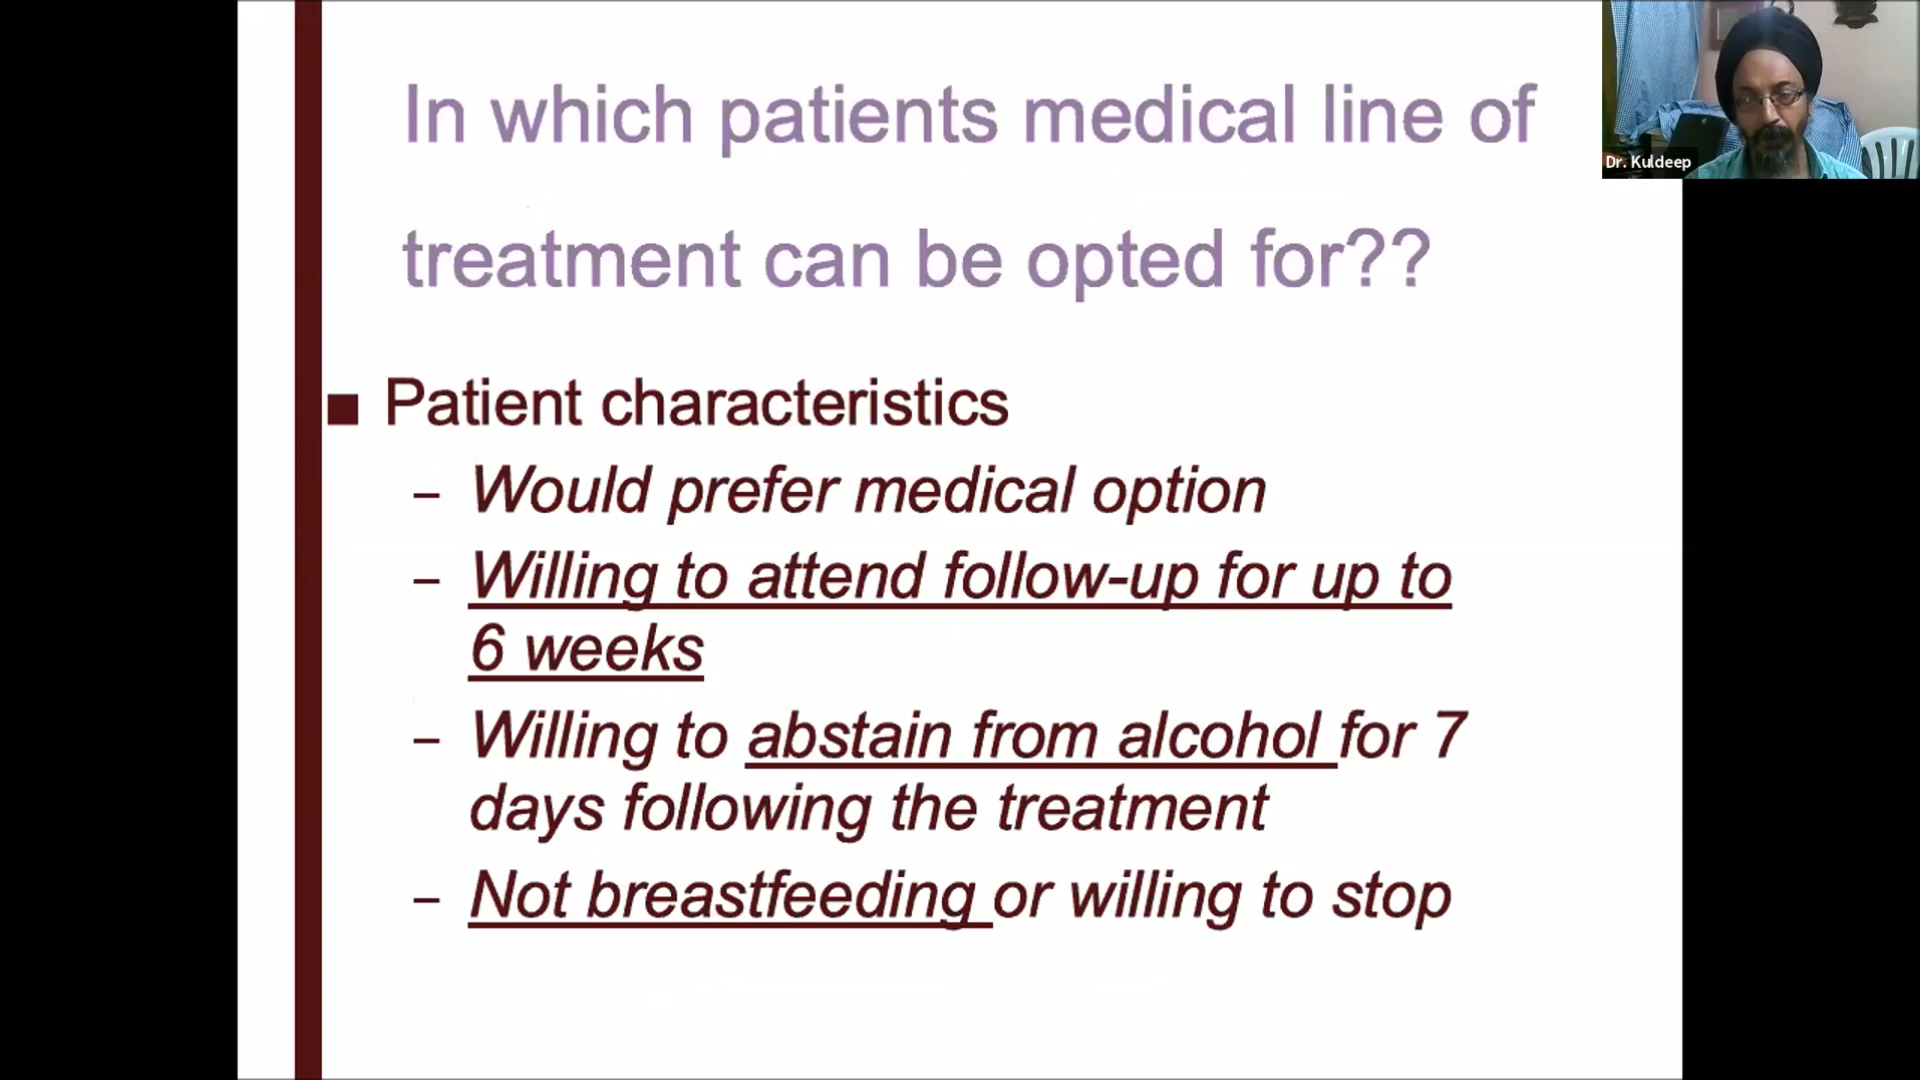 In which patients medical line of
treatment can be opted for??
Dr. Kuldeep
■ Patient characteristics
– Would prefer medical option
– Willing to attend follow-up for up to
6 weeks
– Willing to abstain from alcohol for 7
days following the treatment
– Not breastfeeding or willing to stop